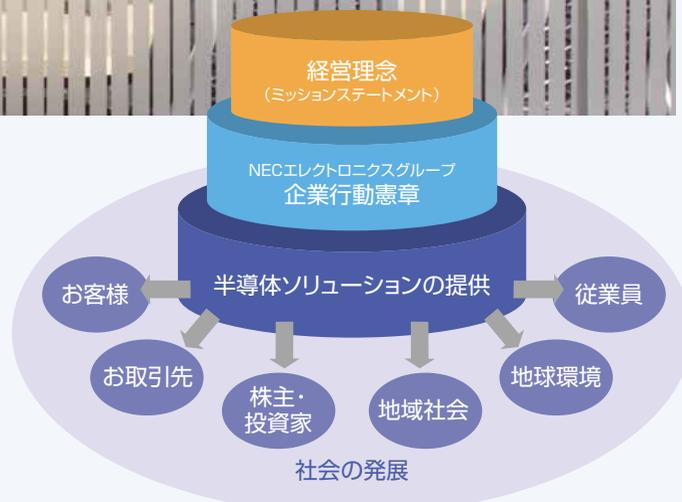 経営理念
（ミッションステートメント）
NECエレクトロニクスグループ
企業行動憲章
半導体ソリューションの提供
お客様
従業員
お取引先
地球環境
株主・
投資家
地域社会
社会の発展